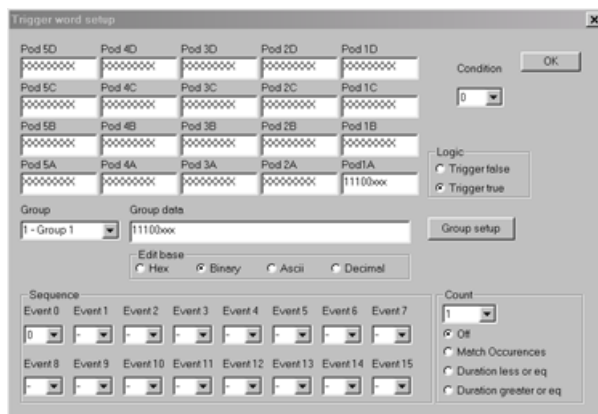 Trigger word setup
Pod 5D Pod 4D Pod 3D Pod 2D Pod 1D
XXXXXXXX XXXXXXXX XXXXXXXX XXXXXXXX XXXXXXXX
Condition OK
Pod 5C Pod 4C Pod 3C Pod 2C Pod 1C
XXXXXXXX XXXXXXXX XXXXXXXX XXXXXXXX XXXXXXXX
0
Pod 5B Pod 4B Pod 3B Pod 2B Pod 1B
XXXXXXXX XXXXXXXX XXXXXXXX XXXXXXXX XXXXXXXX
Pod 5A Pod 4A Pod 3A Pod 2A Pod1A
XXXXXXXX XXXXXXXX XXXXXXXX XXXXXXXX 11100xxx
Logic
Trigger false
Trigger true
Group Group data
1 - Group 1 11100xxx Group setup
Edit base
Hex Binary Ascii Decimal
Sequence
Event 0 Event 1 Event 2 Event 3 Event 4 Event 5 Event 6 Event 7
0 - - - - - - -
Event 8 Event 9 Event 10 Event 11 Event 12 Event 13 Event 14 Event 15
- - - - - - - -
Count
1
Off
Match Occurences
Duration less or eq
Duration greater or eq